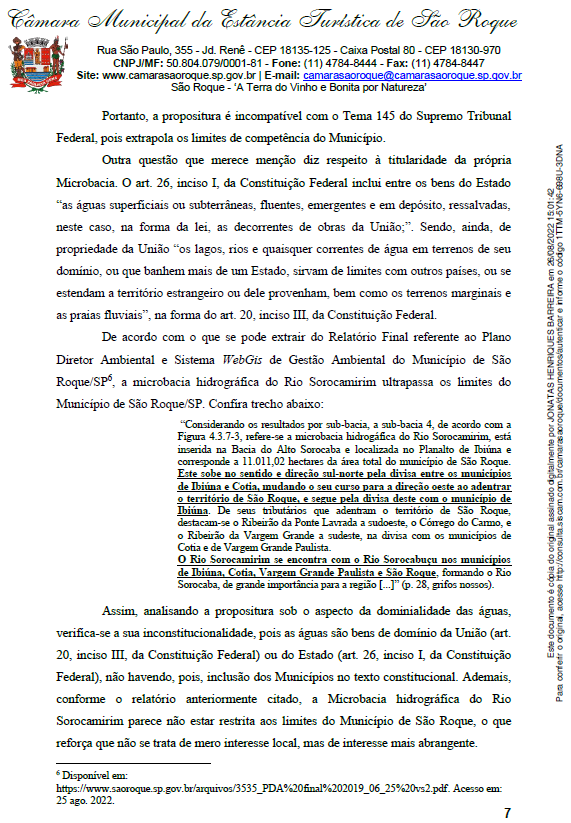 Câmara Municipal da Estância Turística de São Roque
Rua São Paulo, 355 - Jd. Renê - CEP 18135-125 - Caixa Postal 80 - CEP 18130-970
CNPJ/MF: 50.804.079/0001-81 - Fone: (11) 4784-8444 - Fax: (11) 4784-8447
Site: www.camarasaoroque.sp.gov.br | E-mail: camarasaoroque@camarasaoroque.sp.gov.br
São Roque - 'A Terra do Vinho e Bonita por Natureza'
Portanto, a propositura é incompatível com o Tema 145 do Supremo Tribunal
Federal, pois extrapola os limites de competência do Município.
Outra questão que merece menção diz respeito à titularidade da própria
Microbacia. O art. 26, inciso I, da Constituição Federal inclui entre os bens do Estado
“as águas superficiais ou subterrâneas, fluentes, emergentes e em depósito, ressalvadas,
neste caso, na forma da lei, as decorrentes de obras da União;”. Sendo, ainda, de
propriedade da União “os lagos, rios e quaisquer correntes de água em terrenos de seu
domínio, ou que banhem mais de um Estado, sirvam de limites com outros países, ou se
estendam a território estrangeiro ou dele provenham, bem como os terrenos marginais e
as praias fluviais”, na forma do art. 20, inciso III, da Constituição Federal.
De acordo com o que se pode extrair do Relatório Final referente ao Plano
Diretor Ambiental e Sistema WebGis de Gestão Ambiental do Município de São
Roque/SP⁶, a microbacia hidrográfica do Rio Sorocamirim ultrapassa os limites do
Município de São Roque/SP. Confira trecho abaixo:
“Considerando os resultados por sub-bacia, a sub-bacia 4, de acordo com a
Figura 4.3.7-3, refere-se a microbacia hidrogáfica do Rio Sorocamirim, está
inserida na Bacia do Alto Sorocaba e localizada no Planalto de Ibiúna e
corresponde a 11.011,02 hectares da área total do município de São Roque.
Este sobe no sentido e direção sul-norte pela divisa entre os municípios
de Ibiúna e Cotia, mudando o seu curso para a direção oeste ao adentrar
o território de São Roque, e segue pela divisa deste com o município de
Ibiúna. De seus tributários que adentram o território de São Roque,
destacam-se o Ribeirão da Ponte Lavrada a sudoeste, o Córrego do Carmo, e
o Ribeirão da Vargem Grande a sudeste, na divisa com os municípios de
Cotia e de Vargem Grande Paulista.
O Rio Sorocamirim se encontra com o Rio Sorocabuçu nos municípios
de Ibiúna, Cotia, Vargem Grande Paulista e São Roque, formando o Rio
Sorocaba, de grande importância para a região [...]” (p. 28, grifos nossos).
Assim, analisando a propositura sob o aspecto da dominialidade das águas,
verifica-se a sua inconstitucionalidade, pois as águas são bens de domínio da União (art.
20, inciso III, da Constituição Federal) ou do Estado (art. 26, inciso I, da Constituição
Federal), não havendo, pois, inclusão dos Municípios no texto constitucional. Ademais,
conforme o relatório anteriormente citado, a Microbacia hidrográfica do Rio
Sorocamirim parece não estar restrita aos limites do Município de São Roque, o que
reforça que não se trata de mero interesse local, mas de interesse mais abrangente.
⁶ Disponível em:
https://www.saoroque.sp.gov.br/arquivos/3535_PDA%20final%202019_06_25%20vs2.pdf. Acesso em:
25 ago. 2022.
7
Este documento é cópia do original assinado digitalmente por JONATAS HENRIQUES BARREIRA em 26/08/2022 15:01:42.
Para conferir o original, acesse http://consulta.siscam.com.br/camarasaoroque/documentos/autenticar e informe o código 1TTM-5YN6-698U-3DNA